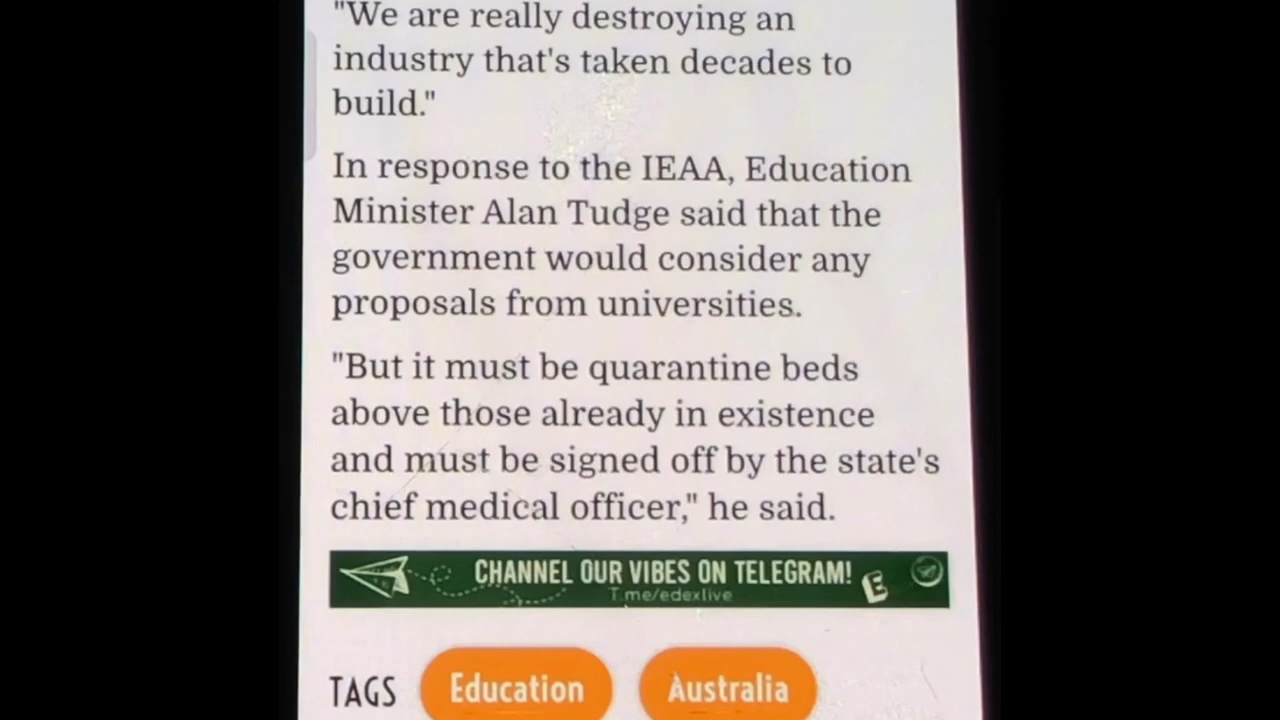 "We are really destroying an
industry that's taken decades to
build."
In response to the IEAA, Education
Minister Alan Tudge said that the
government would consider any
proposals from universities.
"But it must be quarantine beds
above those already in existence
and must be signed off by the state's
chief medical officer," he said.
CHANNEL OUR VIBES ON TELEGRAM!
T.me/edexlive
E
TAGS Education Australia